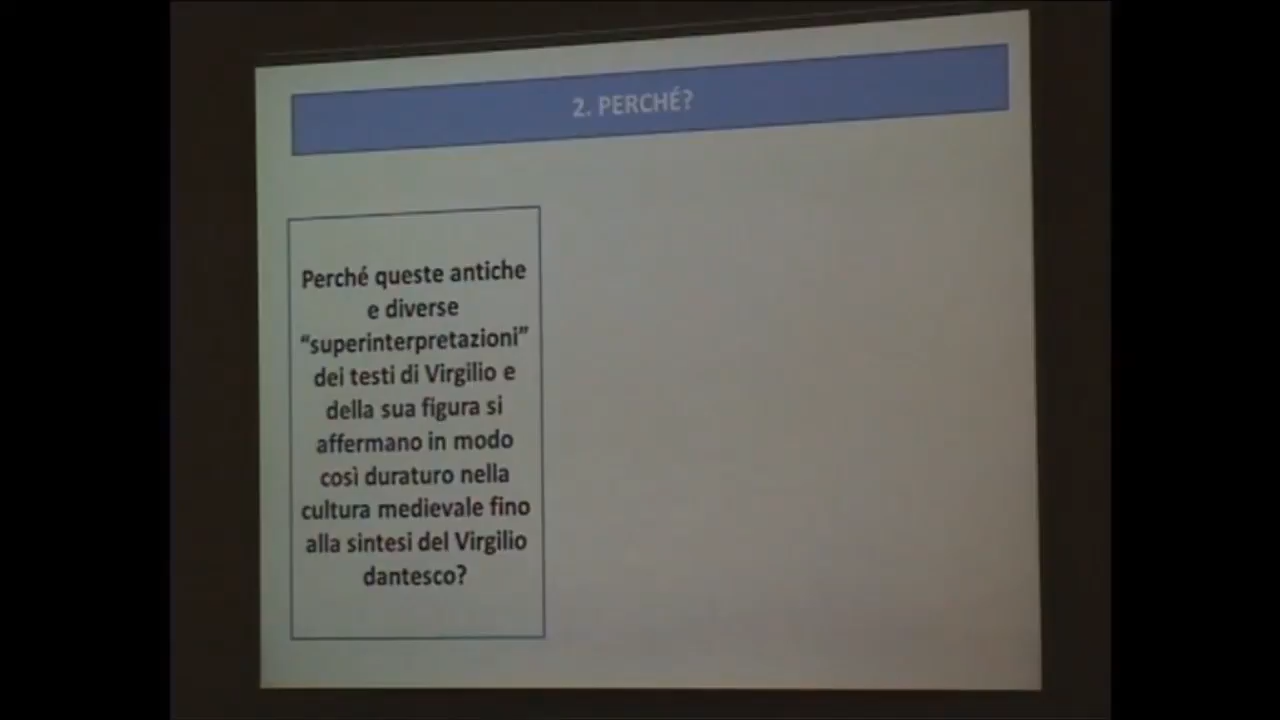 2. PERCHÉ?
Perché queste antiche
e diverse
“superinterpretazioni”
dei testi di Virgilio e
della sua figura si
affermano in modo
così duraturo nella
cultura medievale fino
alla sintesi del Virgilio
dantesco?